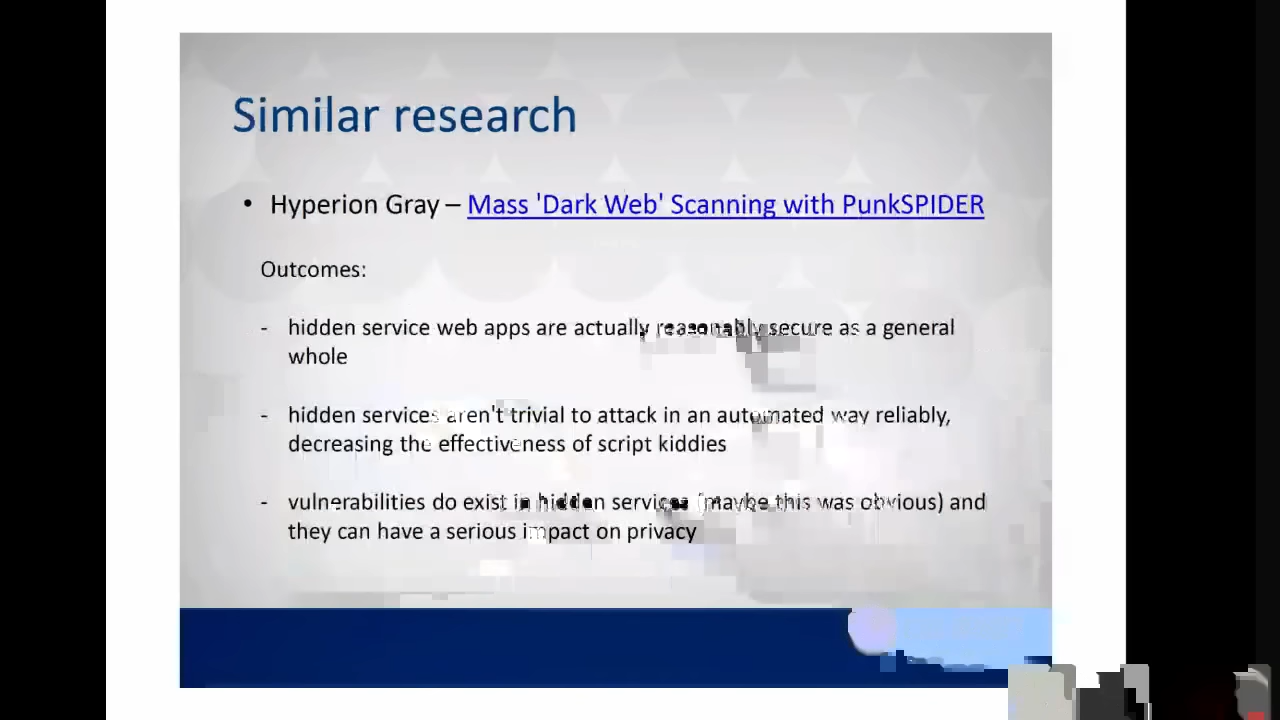 Similar research
• Hyperion Gray – Mass 'Dark Web' Scanning with PunkSPIDER
Outcomes:
- hidden service web apps are actually reasonably secure as a general
whole
- hidden services aren't trivial to attack in an automated way reliably,
decreasing the effectiveness of script kiddies
- vulnerabilities do exist in hidden services (maybe this was obvious) and
they can have a serious impact on privacy